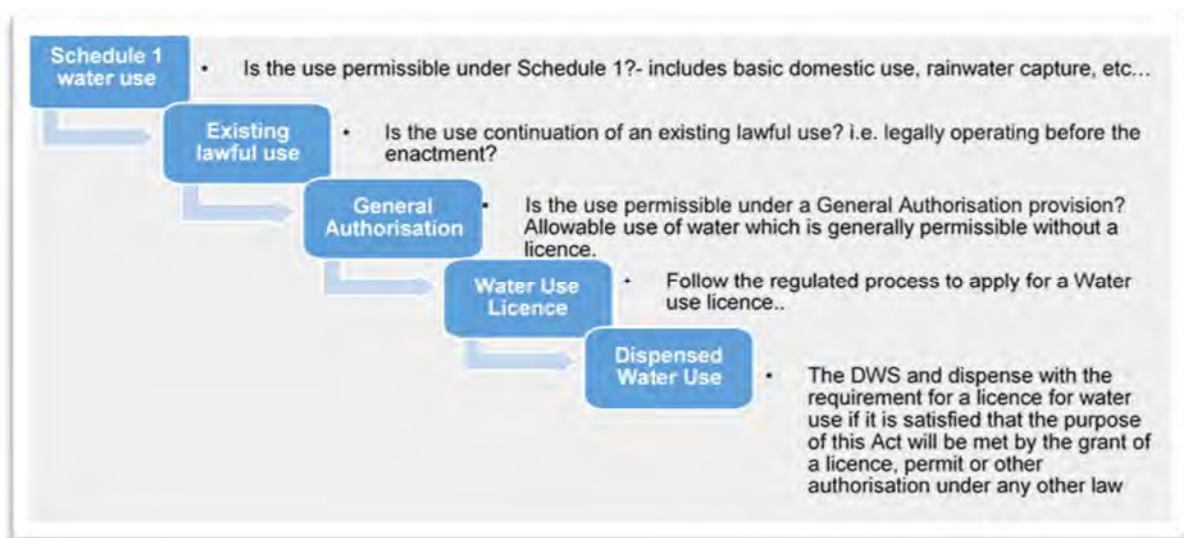 Schedule 1
water use
• Is the use permissible under Schedule 1?- includes basic domestic use, rainwater capture, etc…
Existing
lawful use
• Is the use continuation of an existing lawful use? i.e. legally operating before the
enactment?
General
Authorisation
• Is the use permissible under a General Authorisation provision?
Allowable use of water which is generally permissible without a
licence.
Water Use
Licence
• Follow the regulated process to apply for a Water
use licence..
Dispensed
Water Use
• The DWS and dispense with the
requirement for a licence for water
use if it is satisfied that the purpose
of this Act will be met by the grant of
a licence, permit or other
authorisation under any other law